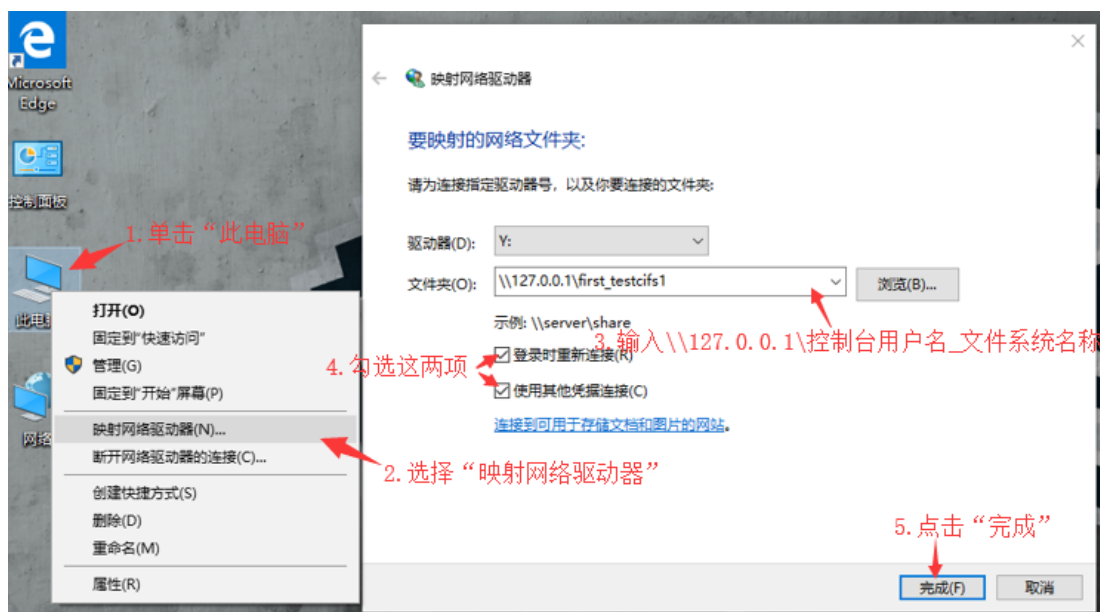 Microsoft
Edge
控制面板
1.单击“此电脑”
此电脑
网络
打开(O)
固定到"快速访问"
管理(G)
固定到"开始"屏幕(P)
映射网络驱动器(N)...
断开网络驱动器的连接(C)...
创建快捷方式(S)
删除(D)
重命名(M)
属性(R)
2.选择“映射网络驱动器”
映射网络驱动器
要映射的网络文件夹:
请为连接指定驱动器号，以及你要连接的文件夹:
驱动器(D):
Y:
文件夹(O):
\\127.0.0.1\first_testcifs1
浏览(B)...
示例: \\server\share
3.输入\\127.0.0.1\控制台用户名_文件系统名称
4.勾选这两项
登录时重新连接(R)
使用其他凭据连接(C)
连接到可用于存储文档和图片的网站。
5.点击“完成”
完成(F)
取消